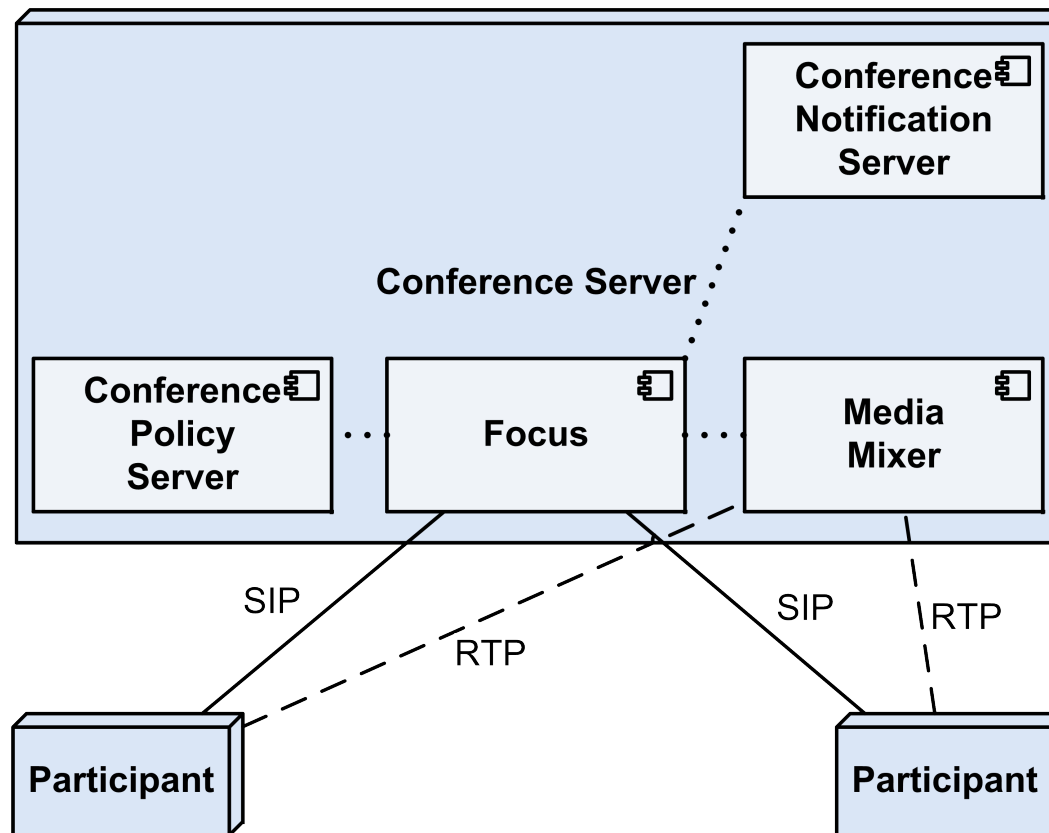 Conference
Notification
Server
Conference Server
Conference
Policy
Server
Focus
Media
Mixer
SIP
RTP
SIP
RTP
Participant
Participant